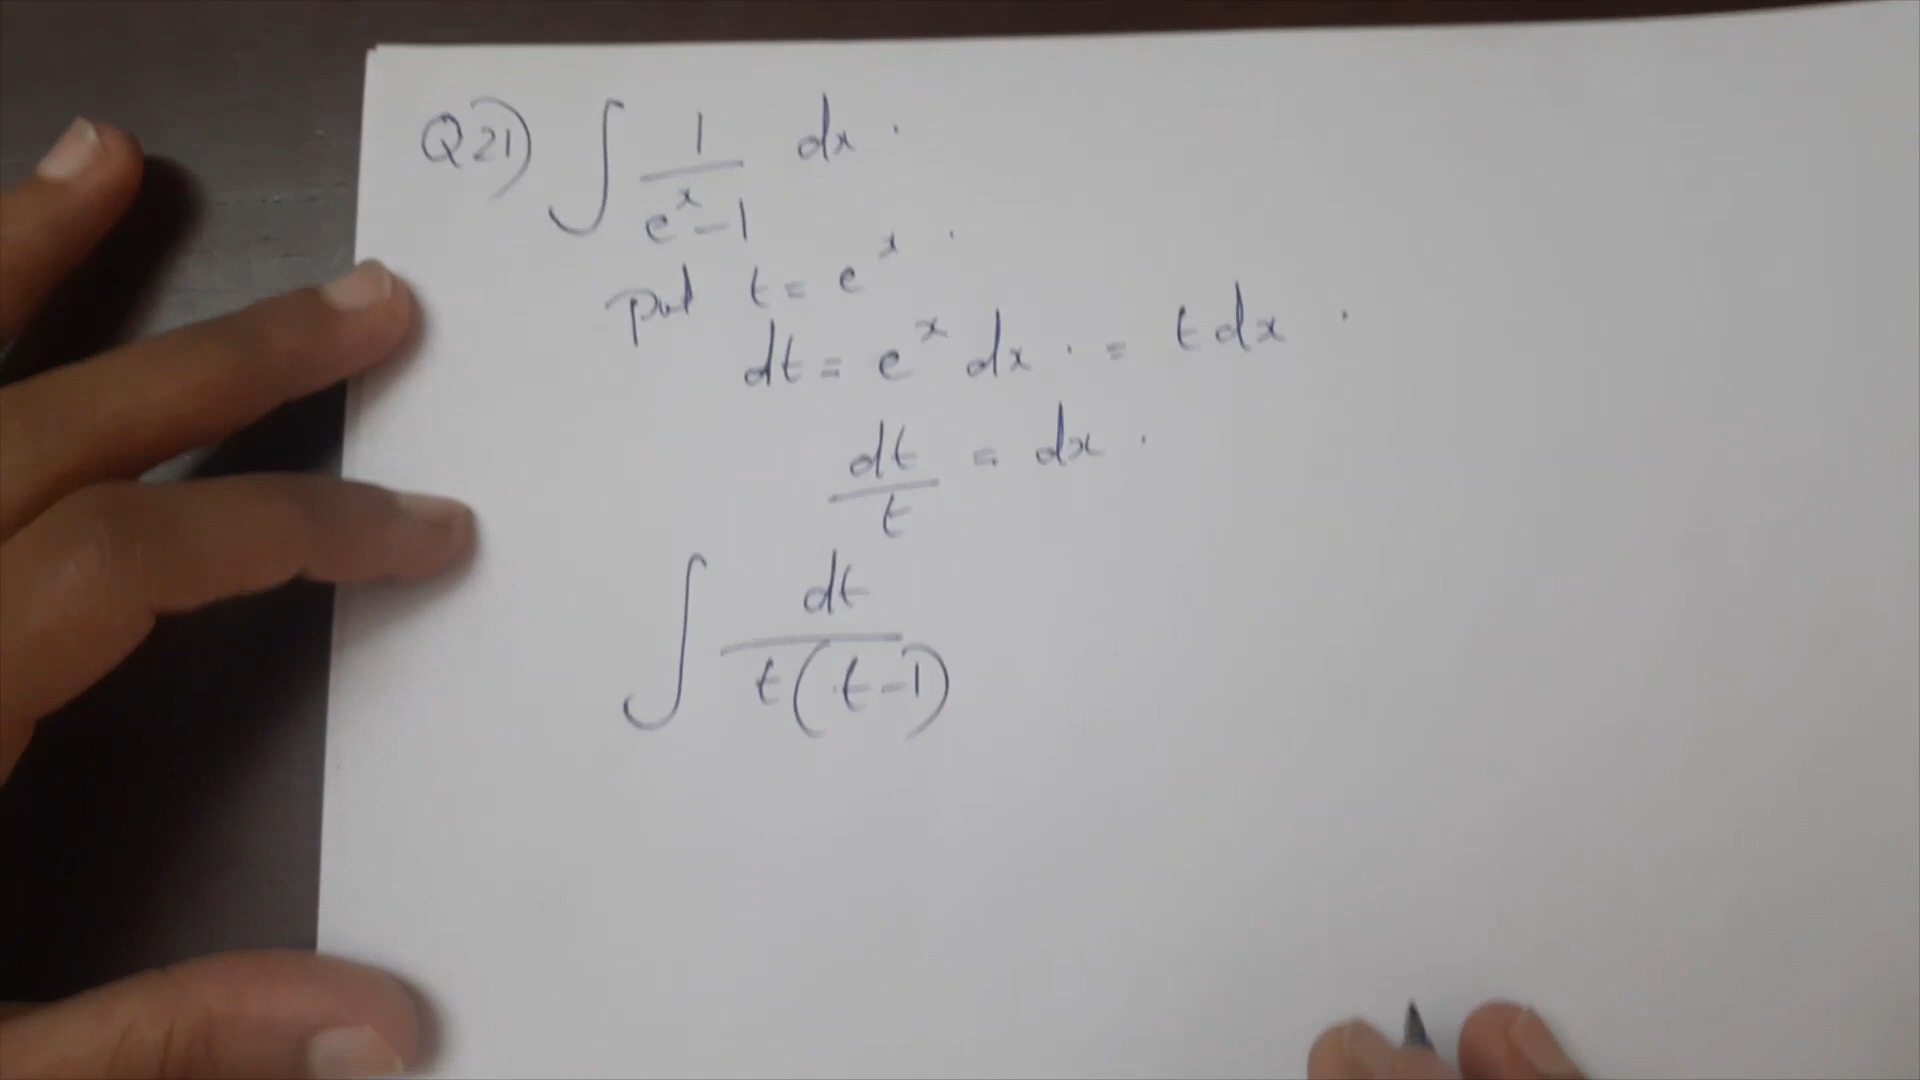 Q21) ∫ 1/(e^x - 1) dx.
Put t = e^x.
dt = e^x dx. = t dx.
dt/t = dx.
∫ dt/(t(t-1))